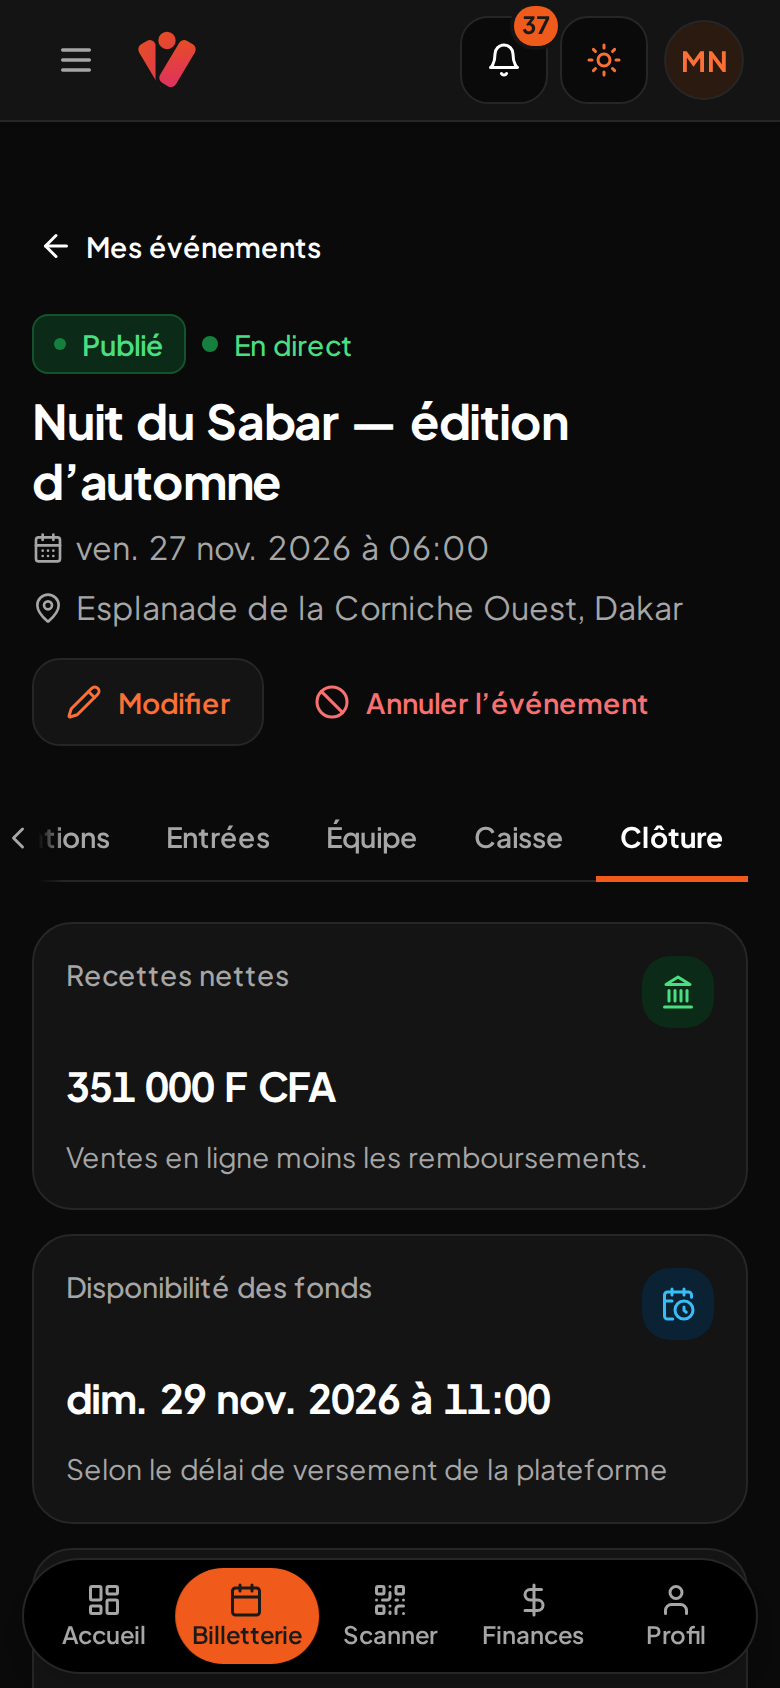 37
MN
Mes événements
Publié
En direct
Nuit du Sabar — édition
d’automne
ven. 27 nov. 2026 à 06:00
Esplanade de la Corniche Ouest, Dakar
Modifier
Annuler l’événement
tions
Entrées
Équipe
Caisse
Clôture
Recettes nettes
351 000 F CFA
Ventes en ligne moins les remboursements.
Disponibilité des fonds
dim. 29 nov. 2026 à 11:00
Selon le délai de versement de la plateforme
Accueil
Billetterie
Scanner
Finances
Profil